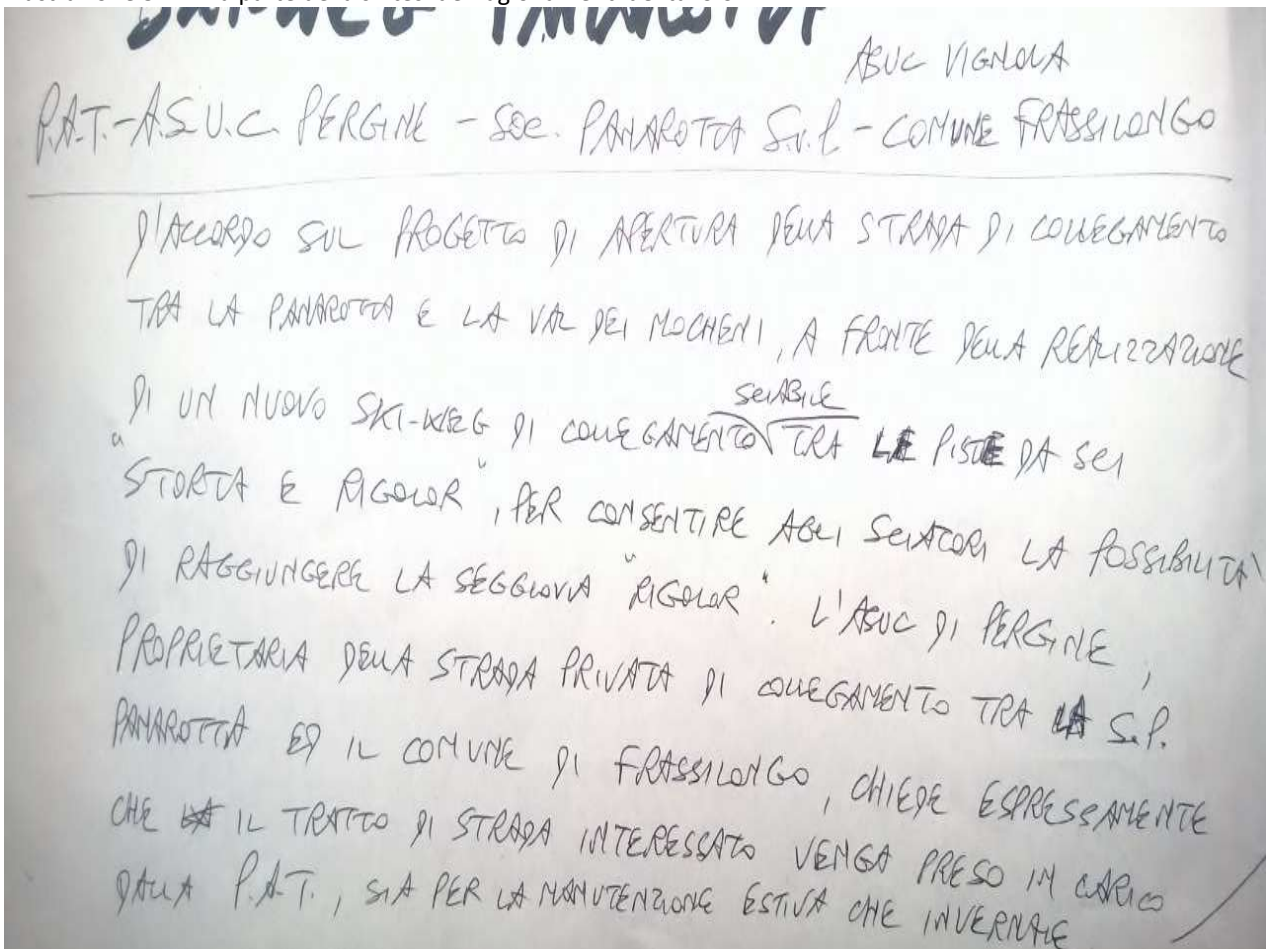 PANAROTTA
ASUC VIGNOLA
P.A.T.-A.S.U.C. PERGINE - SOC. PANAROTTA S.r.l - COMUNE FRASSILONGO
D'ACCORDO SUL PROGETTO DI APERTURA DELLA STRADA DI COLLEGAMENTO
TRA LA PANAROTTA E LA VAL DEI MOCHENI, A FRONTE DELLA REALIZZAZIONE
SCIABILE
DI UN NUOVO SKI-WEG DI COLLEGAMENTO TRA LE PISTE DA SCI
"STORTA E RIGOLOR", PER CONSENTIRE AGLI SCIATORI LA POSSIBILITA'
DI RAGGIUNGERE LA SEGGIOVIA "RIGOLOR". L'ASUC DI PERGINE,
PROPRIETARIA DELLA STRADA PRIVATA DI COLLEGAMENTO TRA LA S.P.
PANAROTTA ED IL COMUNE DI FRASSILONGO, CHIEDE ESPRESSAMENTE
CHE IL TRATTO DI STRADA INTERESSATO VENGA PRESO IN CARICO
DALLA P.A.T., SIA PER LA MANUTENZIONE ESTIVA CHE INVERNALE